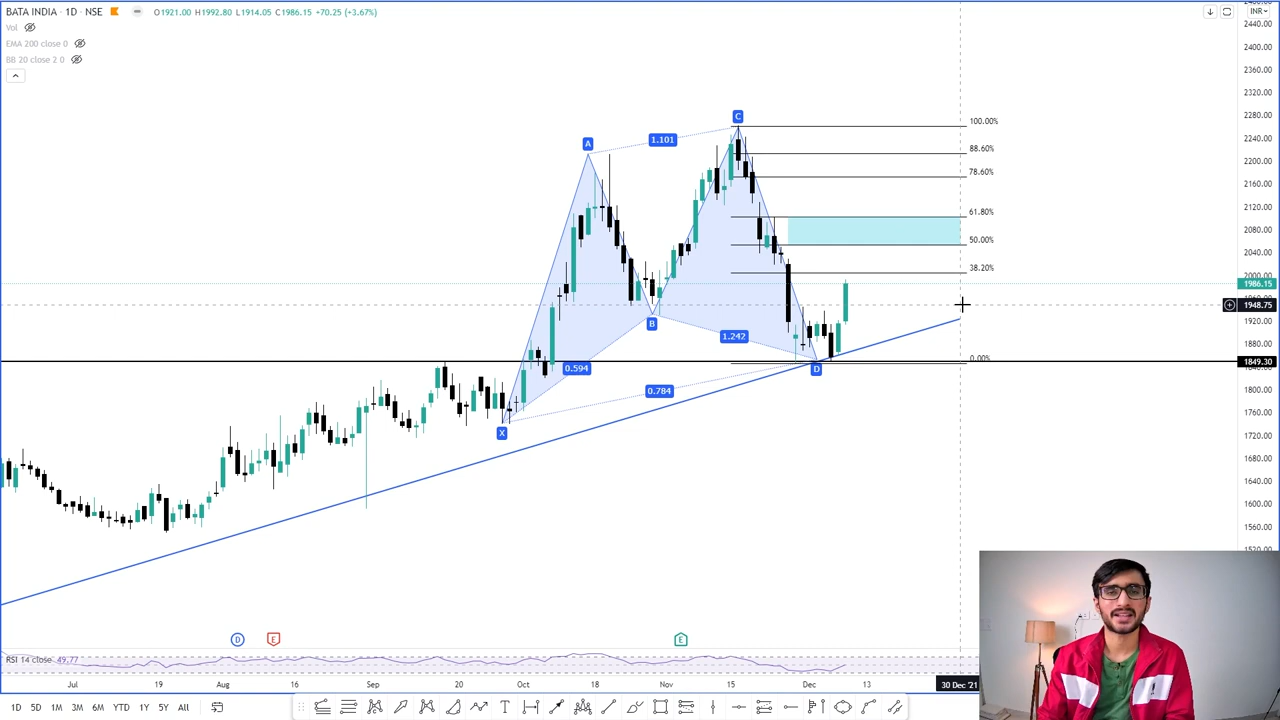 BATA INDIA · 1D · NSE O1921.00 H1992.80 L1914.05 C1986.15 +70.25 (+3.67%)
Vol
EMA 200 close 0
BB 20 close 2 0
INR
2440.00
2400.00
2360.00
2320.00
2280.00
2240.00
2200.00
2160.00
2120.00
2080.00
2040.00
2000.00
1986.15
1948.75
1920.00
1880.00
1849.30
1800.00
1760.00
1720.00
1680.00
1640.00
1600.00
1560.00
100.00%
88.60%
78.60%
61.80%
50.00%
38.20%
0.00%
C
A
1.101
B
1.242
0.594
D
0.784
X
D E E
RSI 14 close 49.77
Jul 19 Aug 16 Sep 20 Oct 18 Nov 15 Dec 13 30 Dec '21
1D 5D 1M 3M 6M YTD 1Y 5Y All